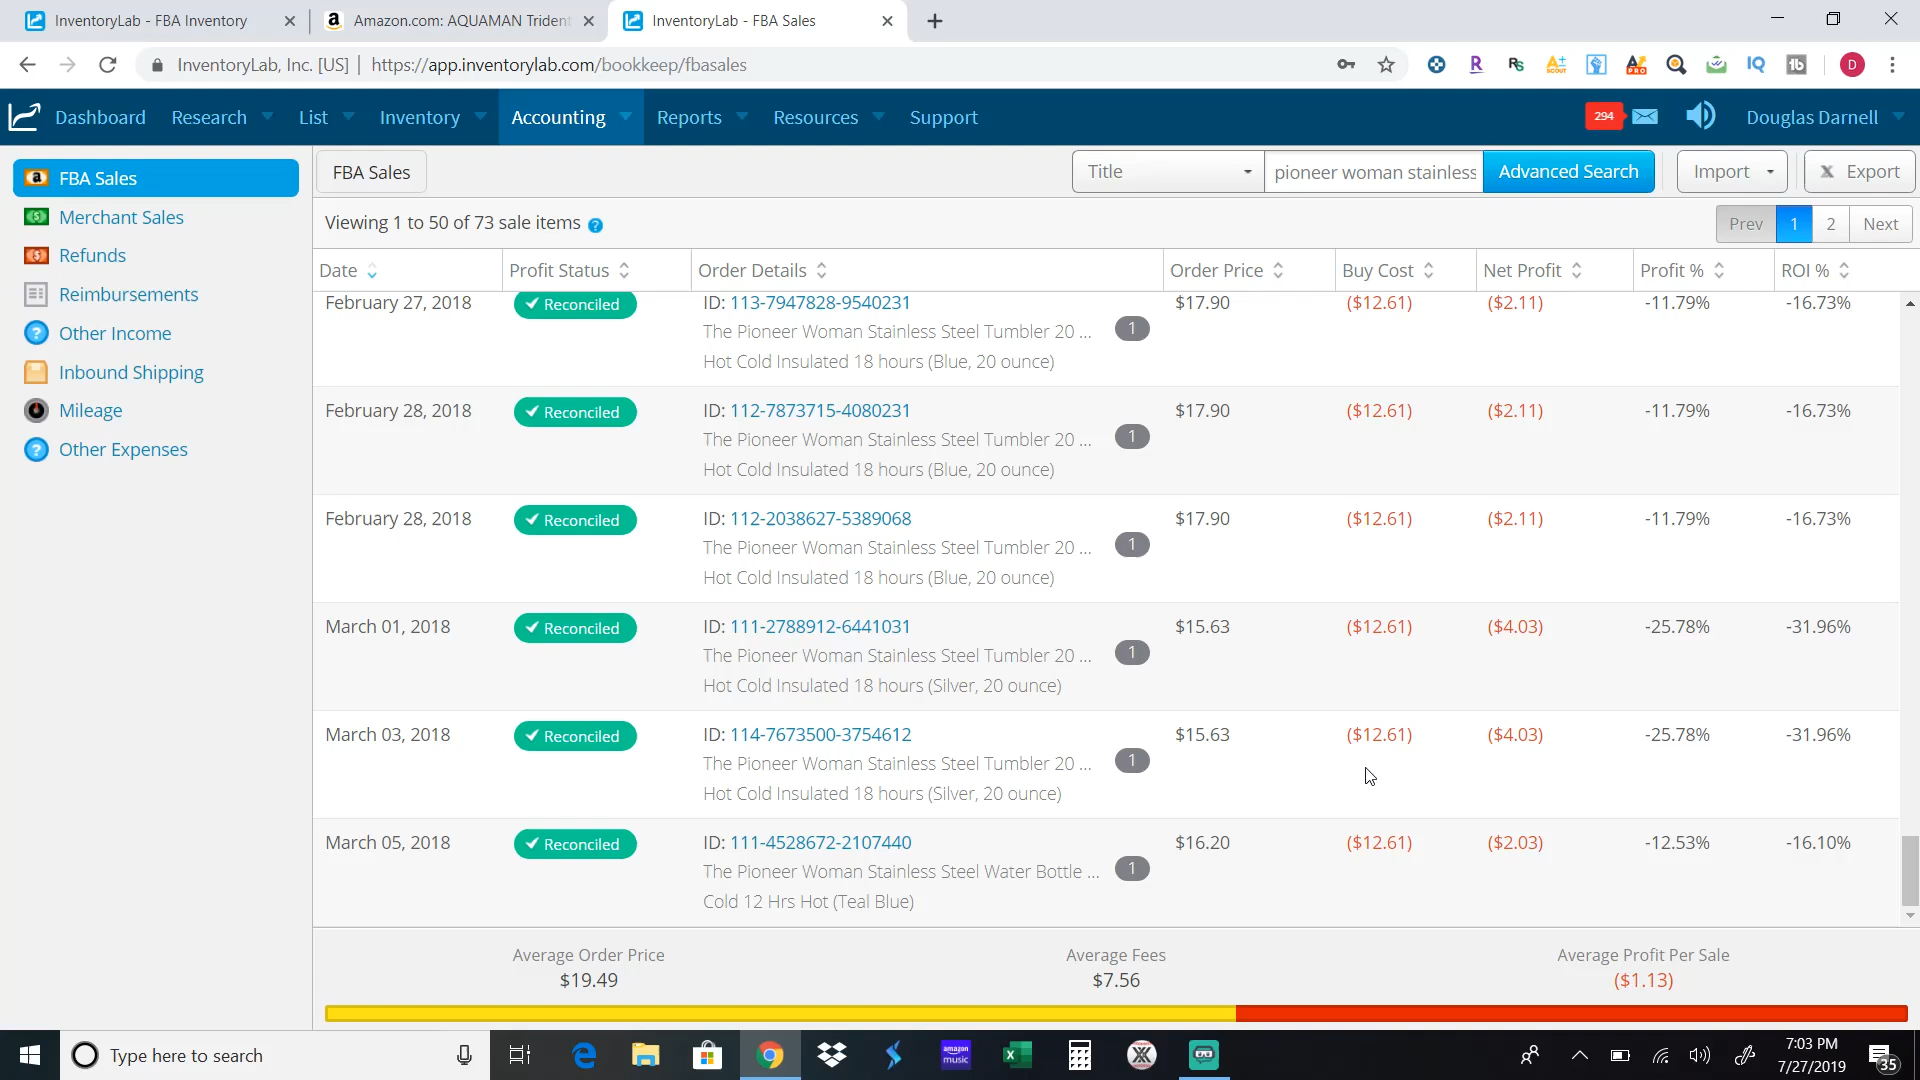 InventoryLab - FBA Inventory
Amazon.com: AQUAMAN Trident
InventoryLab - FBA Sales
InventoryLab, Inc. [US] | https://app.inventorylab.com/bookkeep/fbasales
Dashboard Research List Inventory Accounting Reports Resources Support 294 Douglas Darnell
FBA Sales
Merchant Sales
Refunds
Reimbursements
Other Income
Inbound Shipping
Mileage
Other Expenses
FBA Sales Title pioneer woman stainless Advanced Search Import Export
Viewing 1 to 50 of 73 sale items Prev 1 2 Next
Date Profit Status Order Details Order Price Buy Cost Net Profit Profit % ROI %
February 27, 2018 Reconciled ID: 113-7947828-9540231 $17.90 ($12.61) ($2.11) -11.79% -16.73%
The Pioneer Woman Stainless Steel Tumbler 20 ... 1
Hot Cold Insulated 18 hours (Blue, 20 ounce)
February 28, 2018 Reconciled ID: 112-7873715-4080231 $17.90 ($12.61) ($2.11) -11.79% -16.73%
The Pioneer Woman Stainless Steel Tumbler 20 ... 1
Hot Cold Insulated 18 hours (Blue, 20 ounce)
February 28, 2018 Reconciled ID: 112-2038627-5389068 $17.90 ($12.61) ($2.11) -11.79% -16.73%
The Pioneer Woman Stainless Steel Tumbler 20 ... 1
Hot Cold Insulated 18 hours (Blue, 20 ounce)
March 01, 2018 Reconciled ID: 111-2788912-6441031 $15.63 ($12.61) ($4.03) -25.78% -31.96%
The Pioneer Woman Stainless Steel Tumbler 20 ... 1
Hot Cold Insulated 18 hours (Silver, 20 ounce)
March 03, 2018 Reconciled ID: 114-7673500-3754612 $15.63 ($12.61) ($4.03) -25.78% -31.96%
The Pioneer Woman Stainless Steel Tumbler 20 ... 1
Hot Cold Insulated 18 hours (Silver, 20 ounce)
March 05, 2018 Reconciled ID: 111-4528672-2107440 $16.20 ($12.61) ($2.03) -12.53% -16.10%
The Pioneer Woman Stainless Steel Water Bottle ... 1
Cold 12 Hrs Hot (Teal Blue)
Average Order Price Average Fees Average Profit Per Sale
$19.49 $7.56 ($1.13)
Type here to search
amazon music
7:03 PM
7/27/2019
35